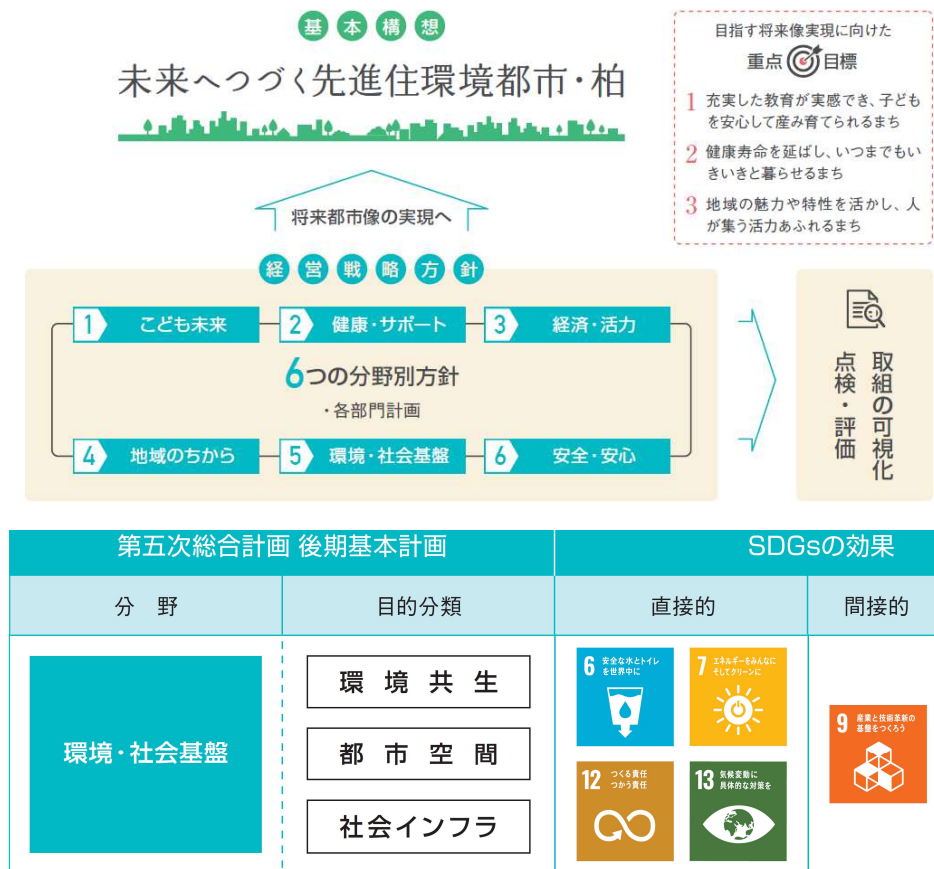 基本構想
未来へつづく先進住環境都市・柏
目指す将来像実現に向けた
重点 目標
1 充実した教育が実感でき、子ども
を安心して産み育てられるまち
2 健康寿命を延ばし、いつまでもい
きいきと暮らせるまち
3 地域の魅力や特性を活かし、人
が集う活力あふれるまち
将来都市像の実現へ
経営戦略方針
1 こども未来
2 健康・サポート
3 経済・活力
6つの分野別方針
・各部門計画
4 地域のちから
5 環境・社会基盤
6 安全・安心
取組の可視化
点検・評価
第五次総合計画 後期基本計画
SDGsの効果
分 野
目的分類
直接的
間接的
環境・社会基盤
環境共生
都市空間
社会インフラ
6 安全な水とトイレ
を世界中に
7 エネルギーをみんなに
そしてクリーンに
12 つくる責任
つかう責任
13 気候変動に
具体的な対策を
9 産業と技術革新の
基盤をつくろう